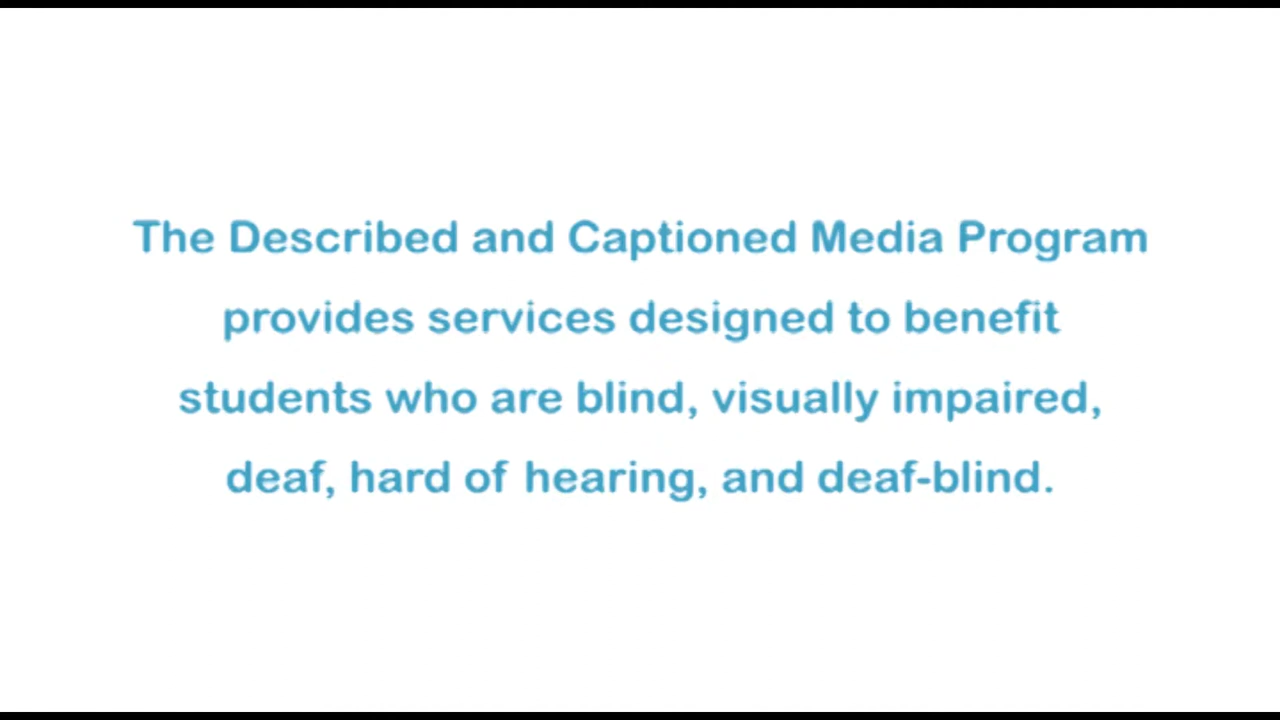 The Described and Captioned Media Program
provides services designed to benefit
students who are blind, visually impaired,
deaf, hard of hearing, and deaf-blind.